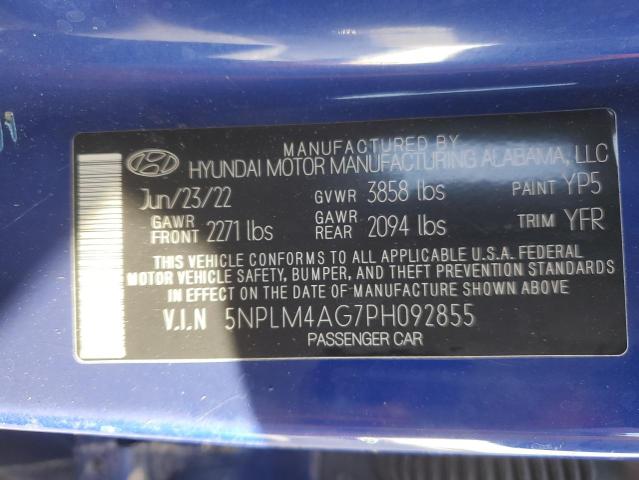 MANUFACTURED BY
HYUNDAI MOTOR MANUFACTURING ALABAMA, LLC
Jun/23/22 GVWR 3858 lbs PAINT YP5
GAWR FRONT 2271 lbs GAWR REAR 2094 lbs TRIM YFR
THIS VEHICLE CONFORMS TO ALL APPLICABLE U.S.A. FEDERAL
MOTOR VEHICLE SAFETY, BUMPER, AND THEFT PREVENTION STANDARDS
IN EFFECT ON THE DATE OF MANUFACTURE SHOWN ABOVE.
V.I.N 5NPLM4AG7PH092855
PASSENGER CAR